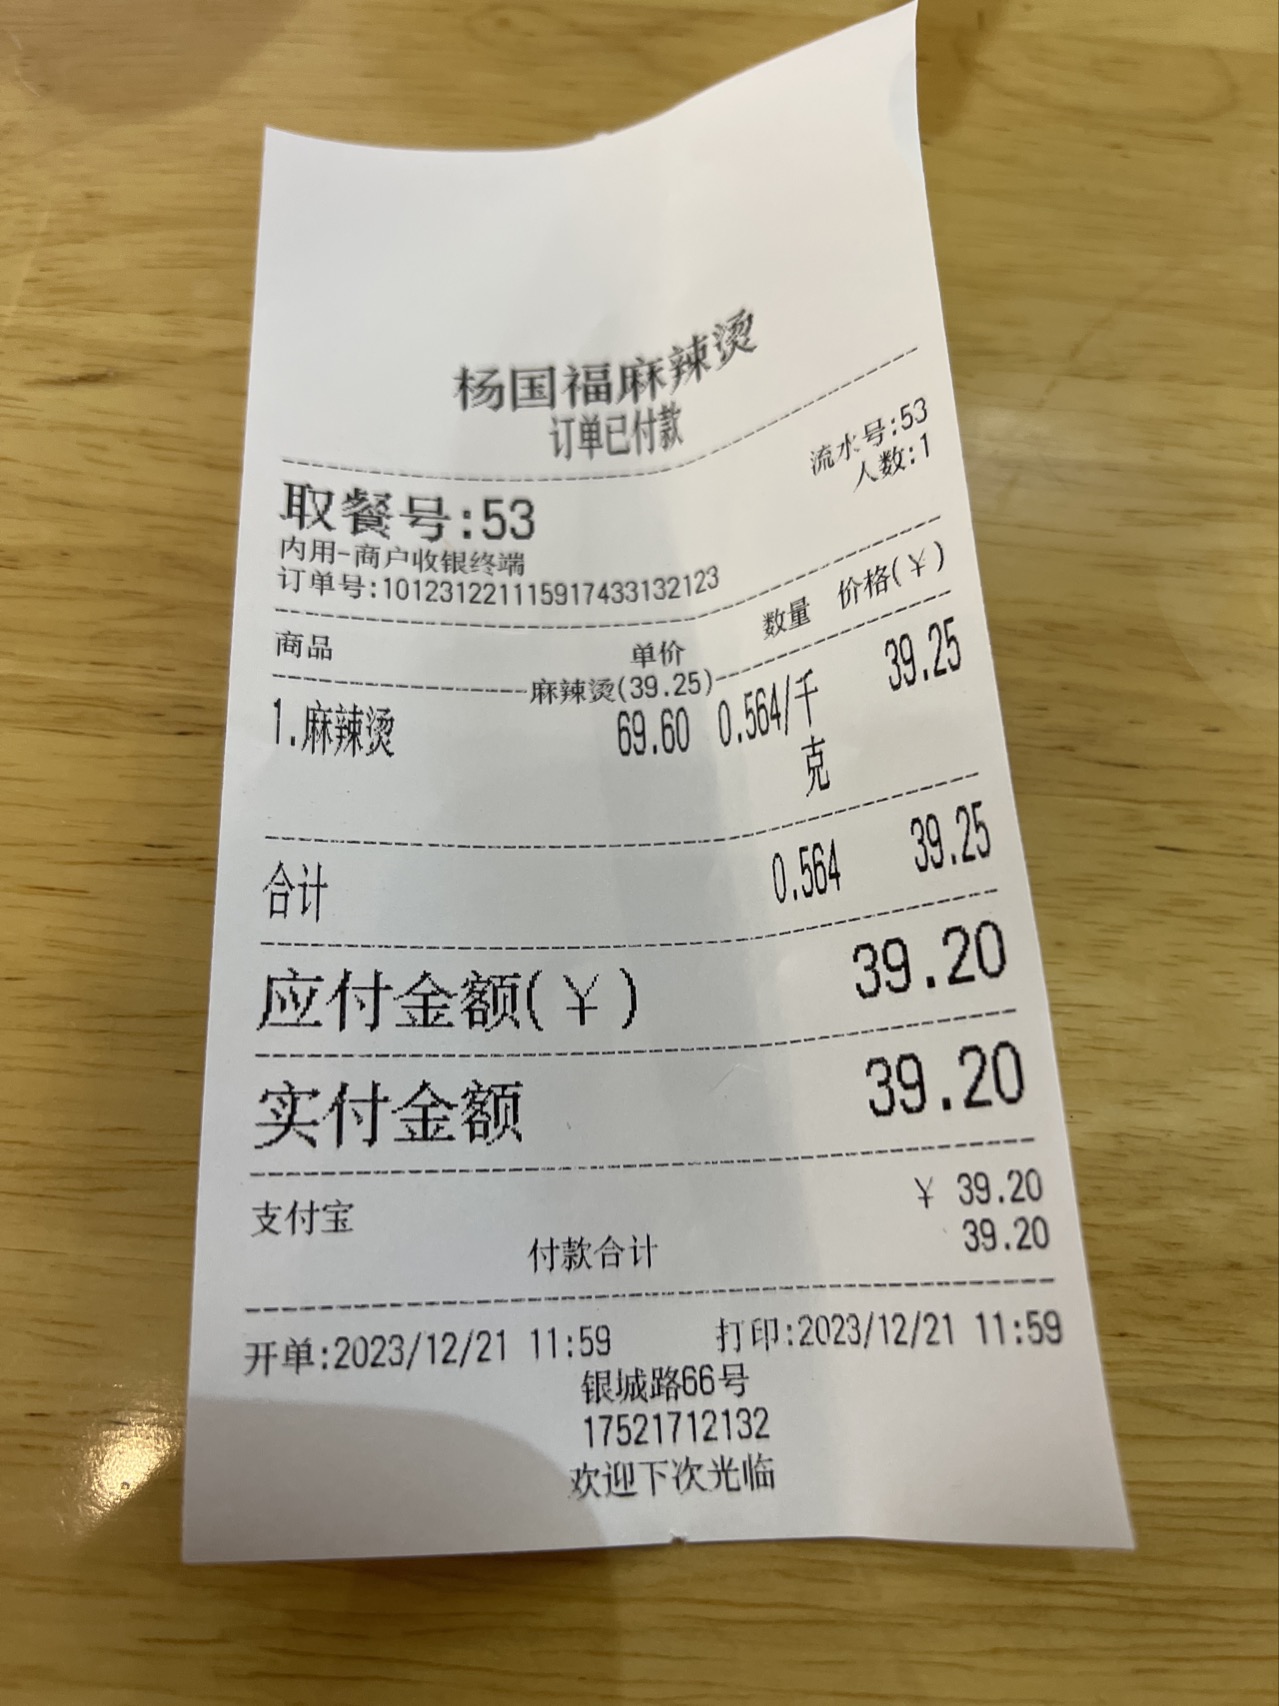 杨国福麻辣烫
订单已付款
取餐号:53 流水号:53
人数:1
内用-商户收银终端
订单号:10123122111591743313​2123
商品 单价 数量 价格(¥)
麻辣烫(39.25)
1.麻辣烫 69.60 0.564/千克 39.25
合计 0.564 39.25
应付金额(¥) 39.20
实付金额 39.20
支付宝 ¥ 39.20
付款合计 39.20
开单:2023/12/21 11:59 打印:2023/12/21 11:59
银城路66号
17521712132
欢迎下次光临